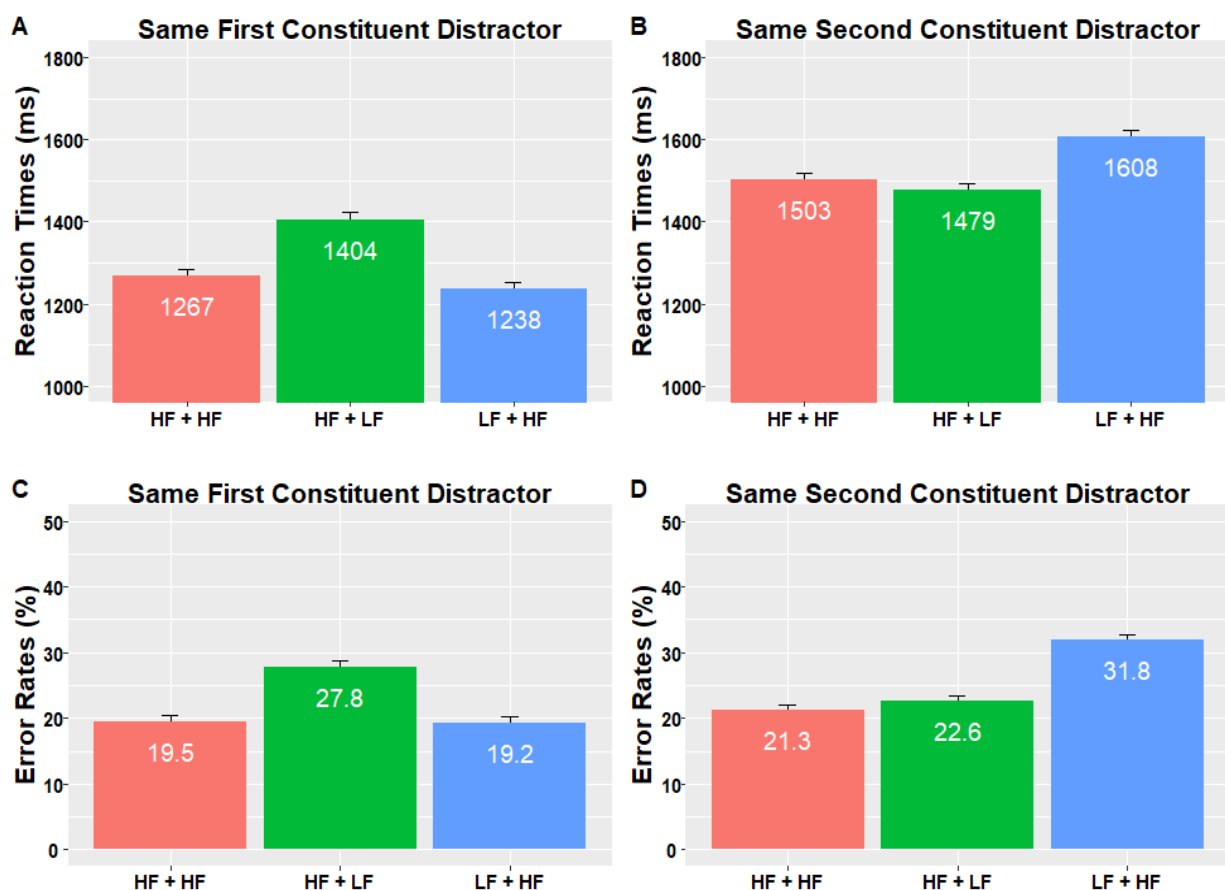 A
Same First Constituent Distractor
Reaction Times (ms)
1800
1600
1400
1200
1000
1267
1404
1238
HF + HF
HF + LF
LF + HF
B
Same Second Constituent Distractor
Reaction Times (ms)
1800
1600
1400
1200
1000
1503
1479
1608
HF + HF
HF + LF
LF + HF
C
Same First Constituent Distractor
Error Rates (%)
50
40
30
20
10
0
19.5
27.8
19.2
HF + HF
HF + LF
LF + HF
D
Same Second Constituent Distractor
Error Rates (%)
50
40
30
20
10
0
21.3
22.6
31.8
HF + HF
HF + LF
LF + HF